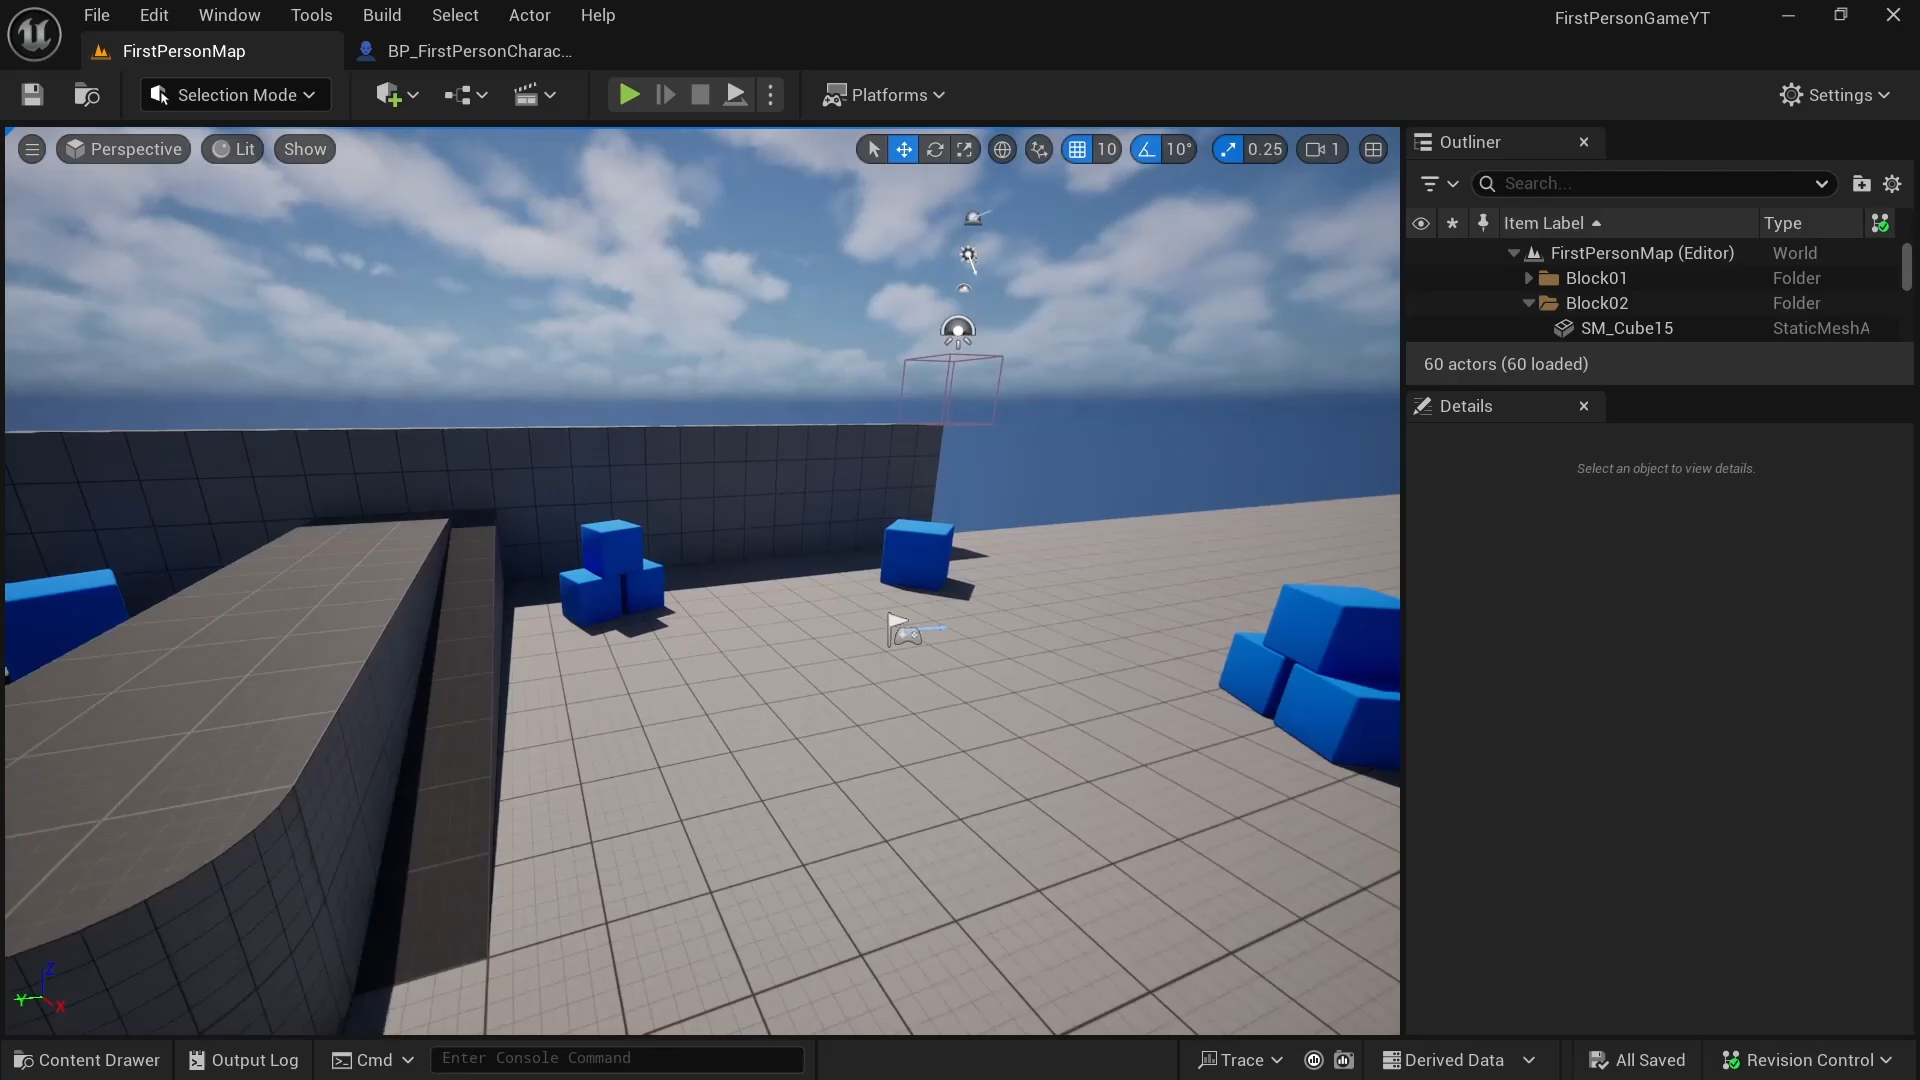 File Edit Window Tools Build Select Actor Help
FirstPersonGameYT
FirstPersonMap
BP_FirstPersonCharac...
Selection Mode
Platforms
Settings
Perspective
Lit
Show
10
10°
0.25
1
Outliner
Search...
Item Label
Type
FirstPersonMap (Editor) World
Block01 Folder
Block02 Folder
SM_Cube15 StaticMeshA
60 actors (60 loaded)
Details
Select an object to view details.
Z
Y
X
Content Drawer
Output Log
Cmd
Enter Console Command
Trace
Derived Data
All Saved
Revision Control